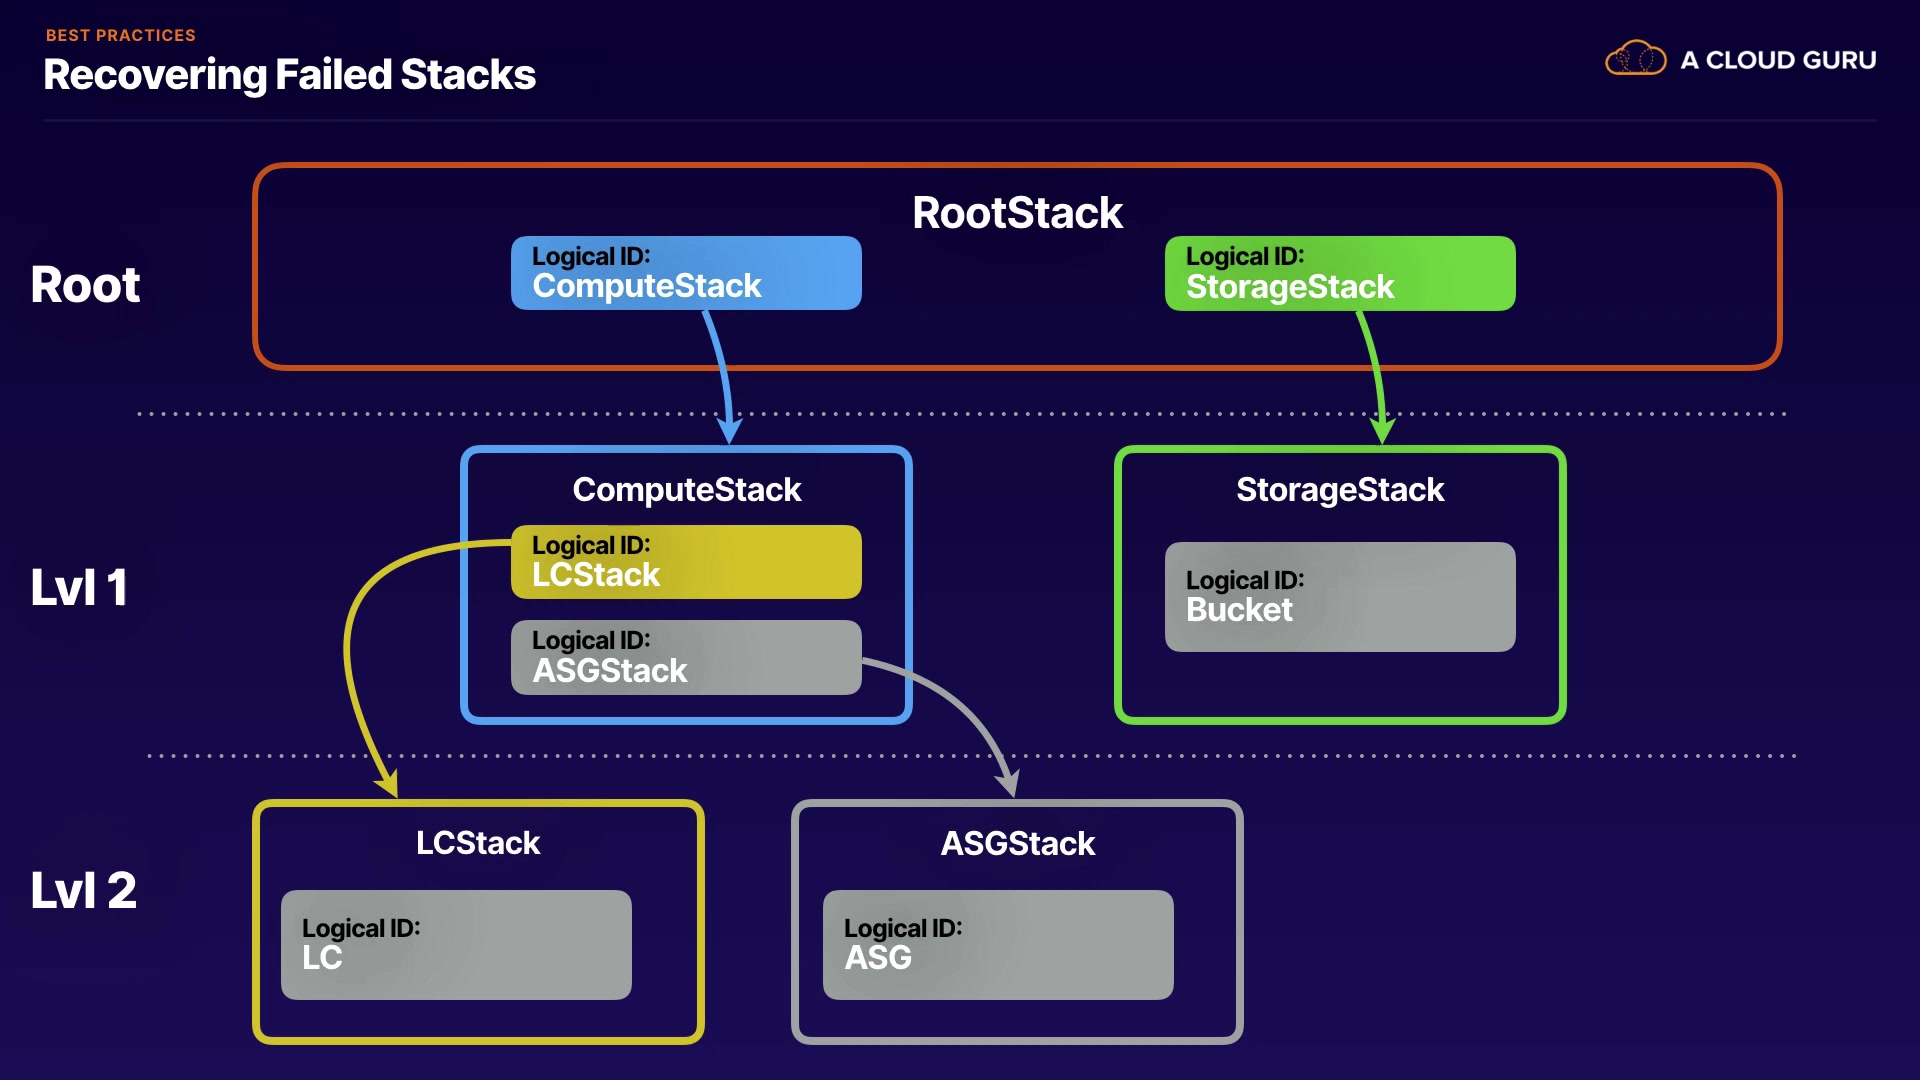 BEST PRACTICES
Recovering Failed Stacks
A CLOUD GURU
Root
RootStack
Logical ID:
ComputeStack
Logical ID:
StorageStack
Lvl 1
ComputeStack
Logical ID:
LCStack
Logical ID:
ASGStack
StorageStack
Logical ID:
Bucket
Lvl 2
LCStack
Logical ID:
LC
ASGStack
Logical ID:
ASG